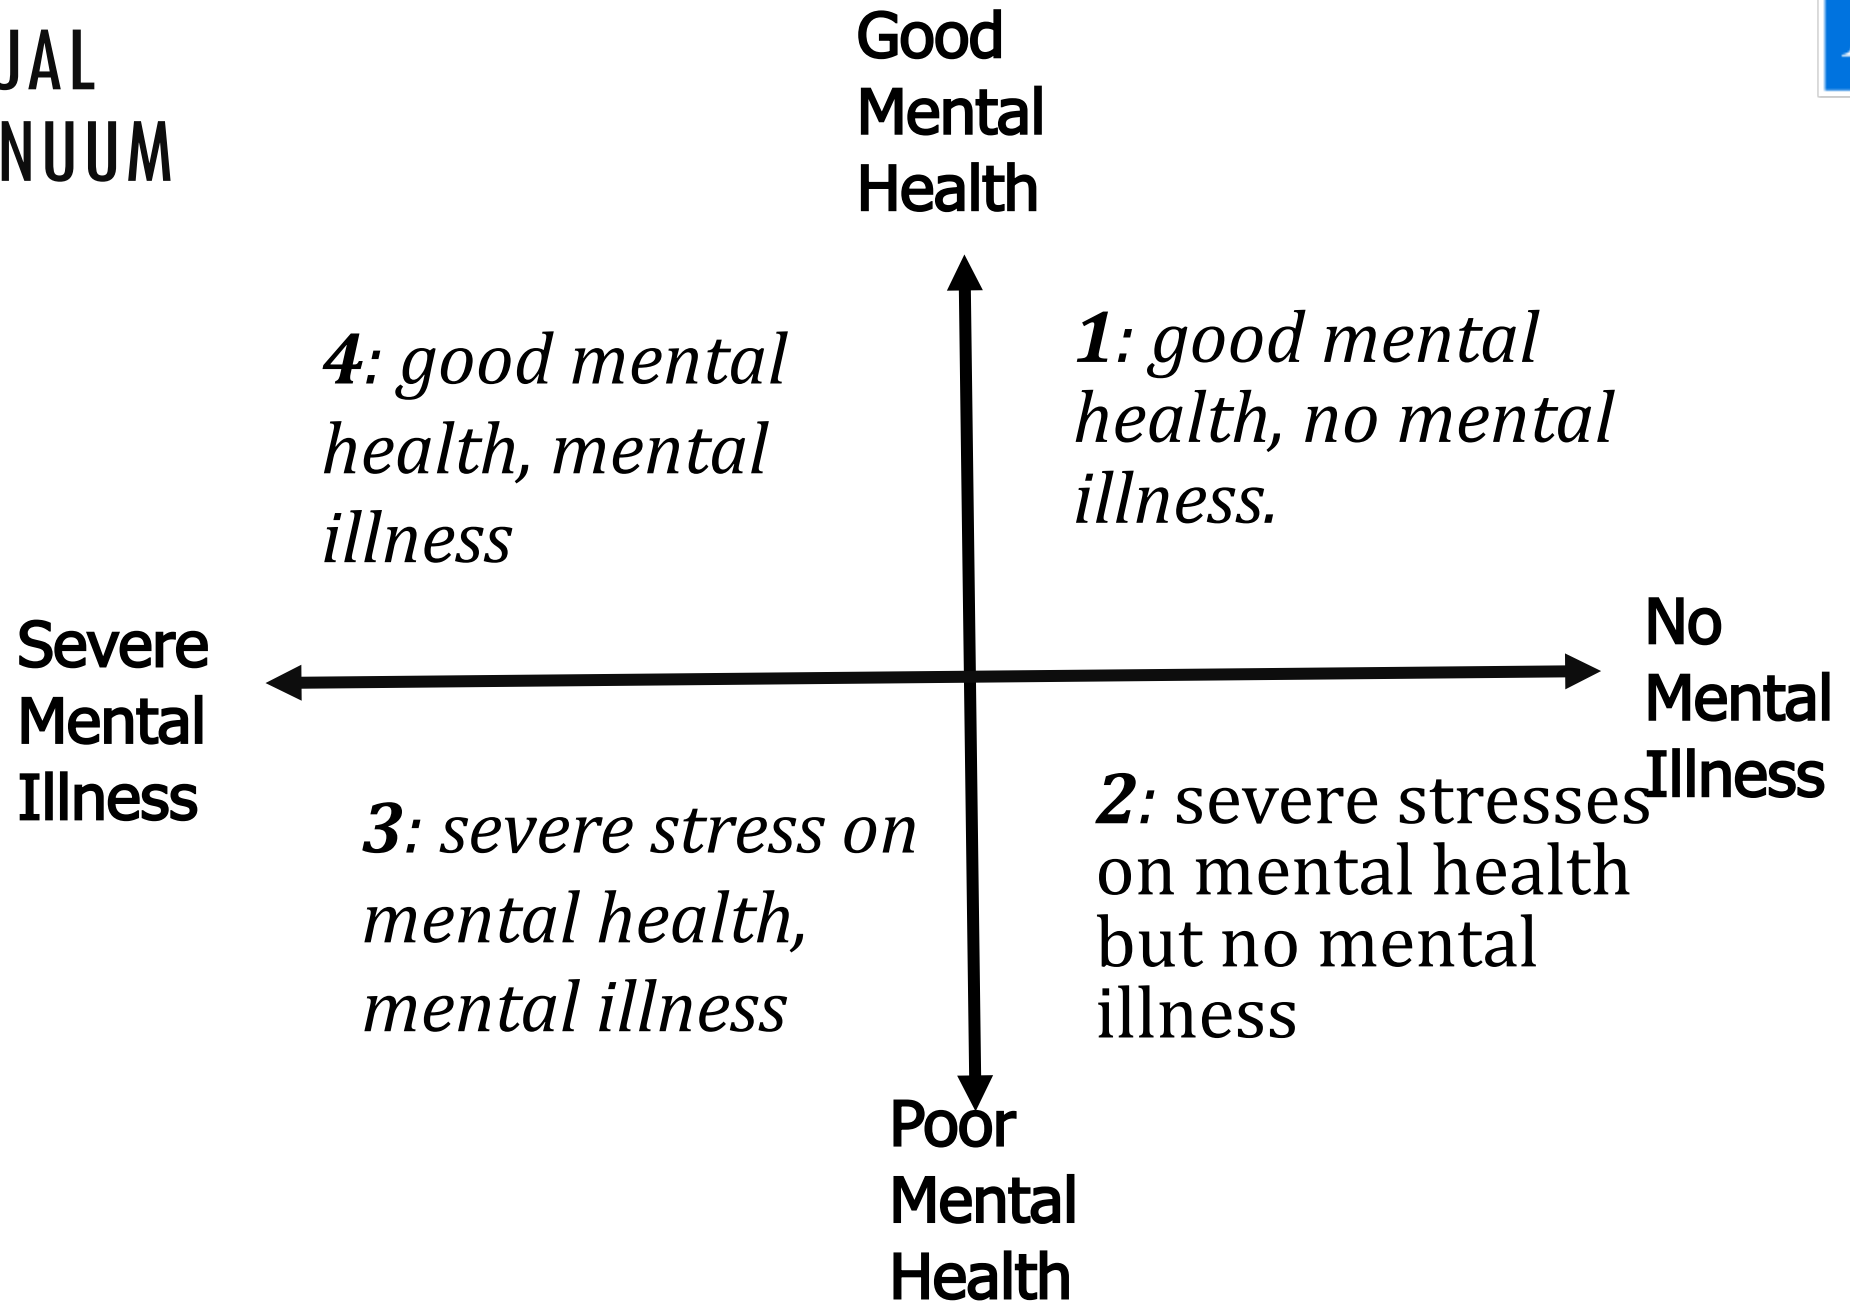 UAL
NUUM
Good
Mental
Health
4: good mental
health, mental
illness
1: good mental
health, no mental
illness.
Severe
Mental
Illness
No
Mental
Illness
3: severe stress on
mental health,
mental illness
2: severe stresses
on mental health
but no mental
illness
Poor
Mental
Health